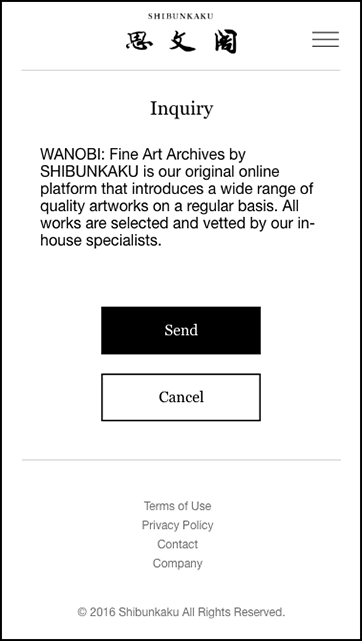 SHIBUNKAKU
思文閣
Inquiry
WANOBI: Fine Art Archives by
SHIBUNKAKU is our original online
platform that introduces a wide range of
quality artworks on a regular basis. All
works are selected and vetted by our in-
house specialists.
Send
Cancel
Terms of Use
Privacy Policy
Contact
Company
© 2016 Shibunkaku All Rights Reserved.